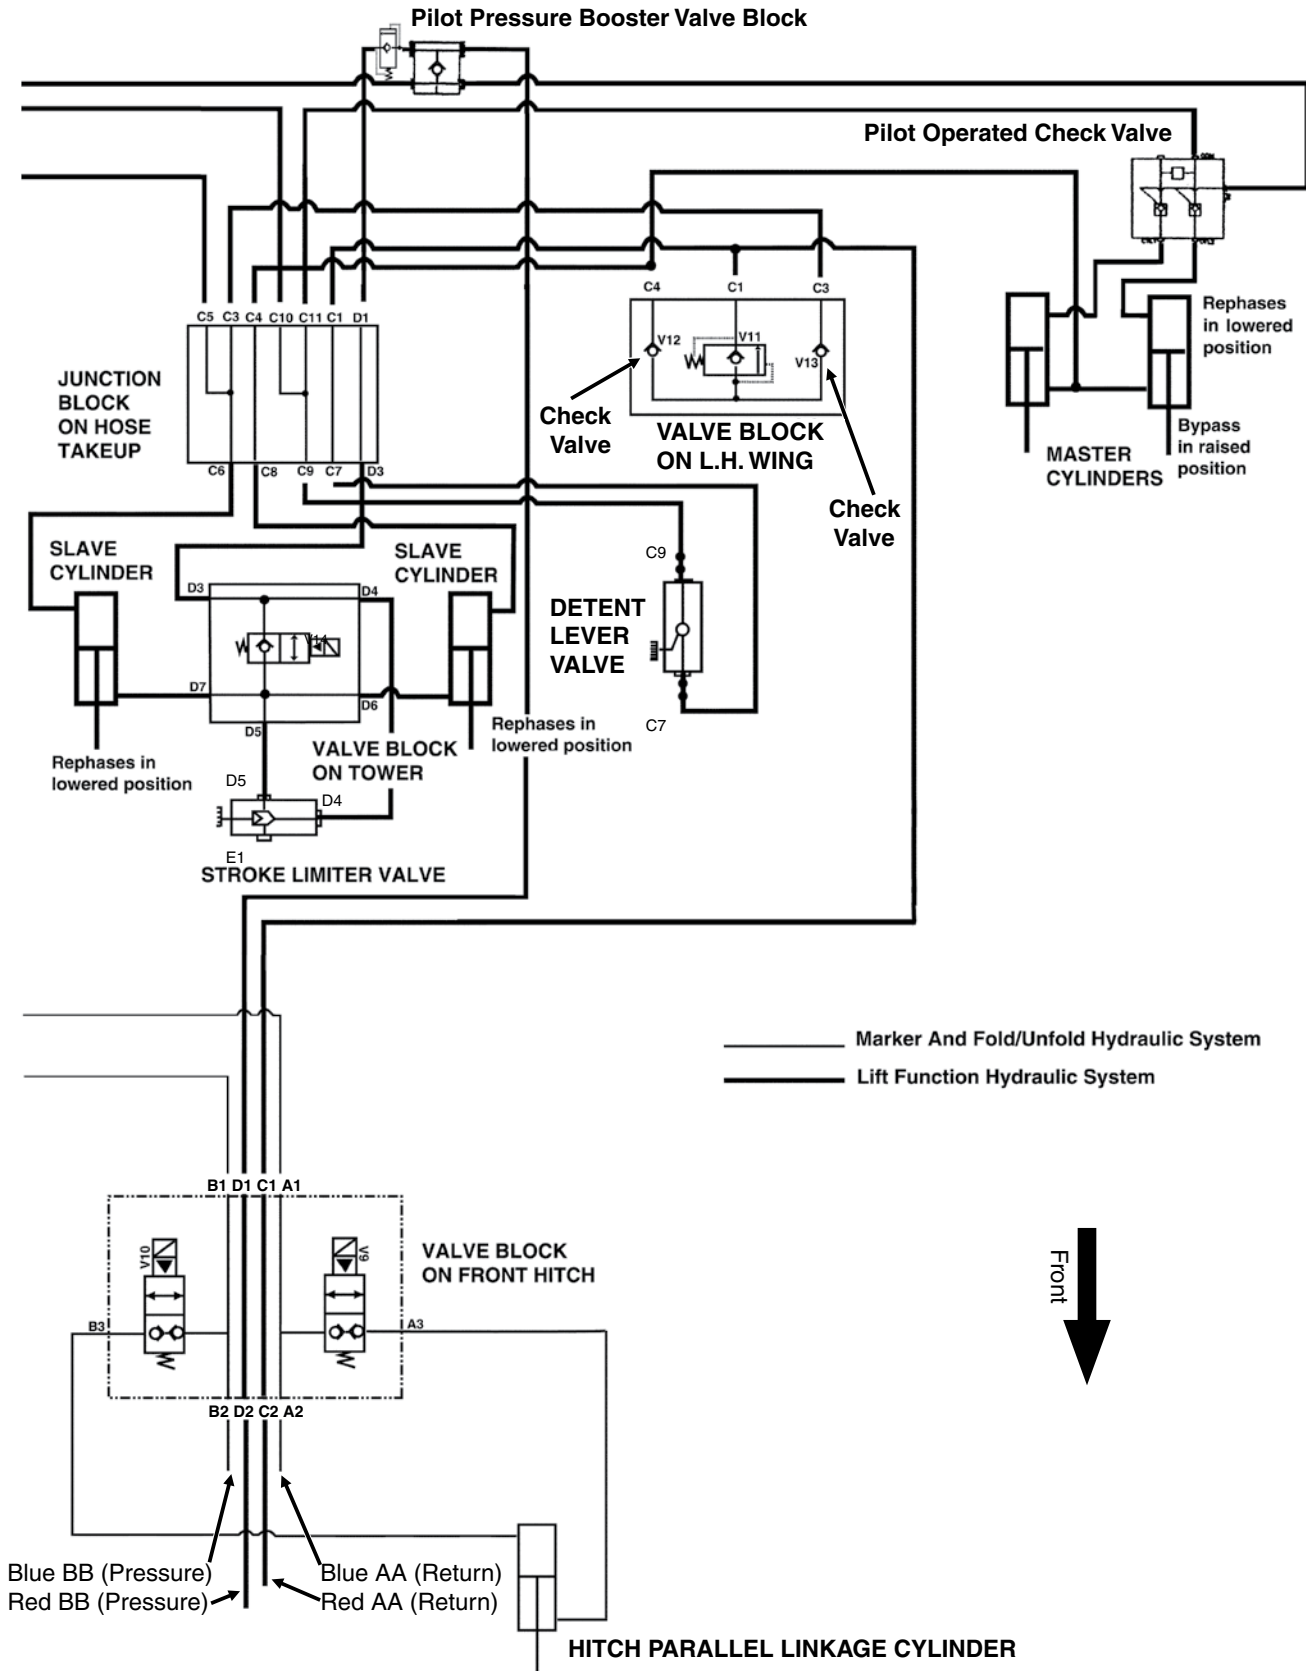 Pilot Pressure Booster Valve Block
Pilot Operated Check Valve
C4 C1 C3
C5 C3 C4 C10 C11 C1 D1
V12
V11
V13
Rephases
in lowered
position
JUNCTION
BLOCK
ON HOSE
TAKEUP
Check
Valve
VALVE BLOCK
ON L.H. WING
Bypass
in raised
position
MASTER
CYLINDERS
C6 C8 C9 C7 D3
Check
Valve
SLAVE
CYLINDER
SLAVE
CYLINDER
C9
D3
D4
DETENT
LEVER
VALVE
V14
D7
D6
C7
D5
Rephases in
lowered position
Rephases in
lowered position
VALVE BLOCK
ON TOWER
D5
D4
E1
STROKE LIMITER VALVE
Marker And Fold/Unfold Hydraulic System
Lift Function Hydraulic System
B1 D1 C1 A1
V10
V9
VALVE BLOCK
ON FRONT HITCH
Front
B3
A3
B2 D2 C2 A2
Blue BB (Pressure)
Red BB (Pressure)
Blue AA (Return)
Red AA (Return)
HITCH PARALLEL LINKAGE CYLINDER